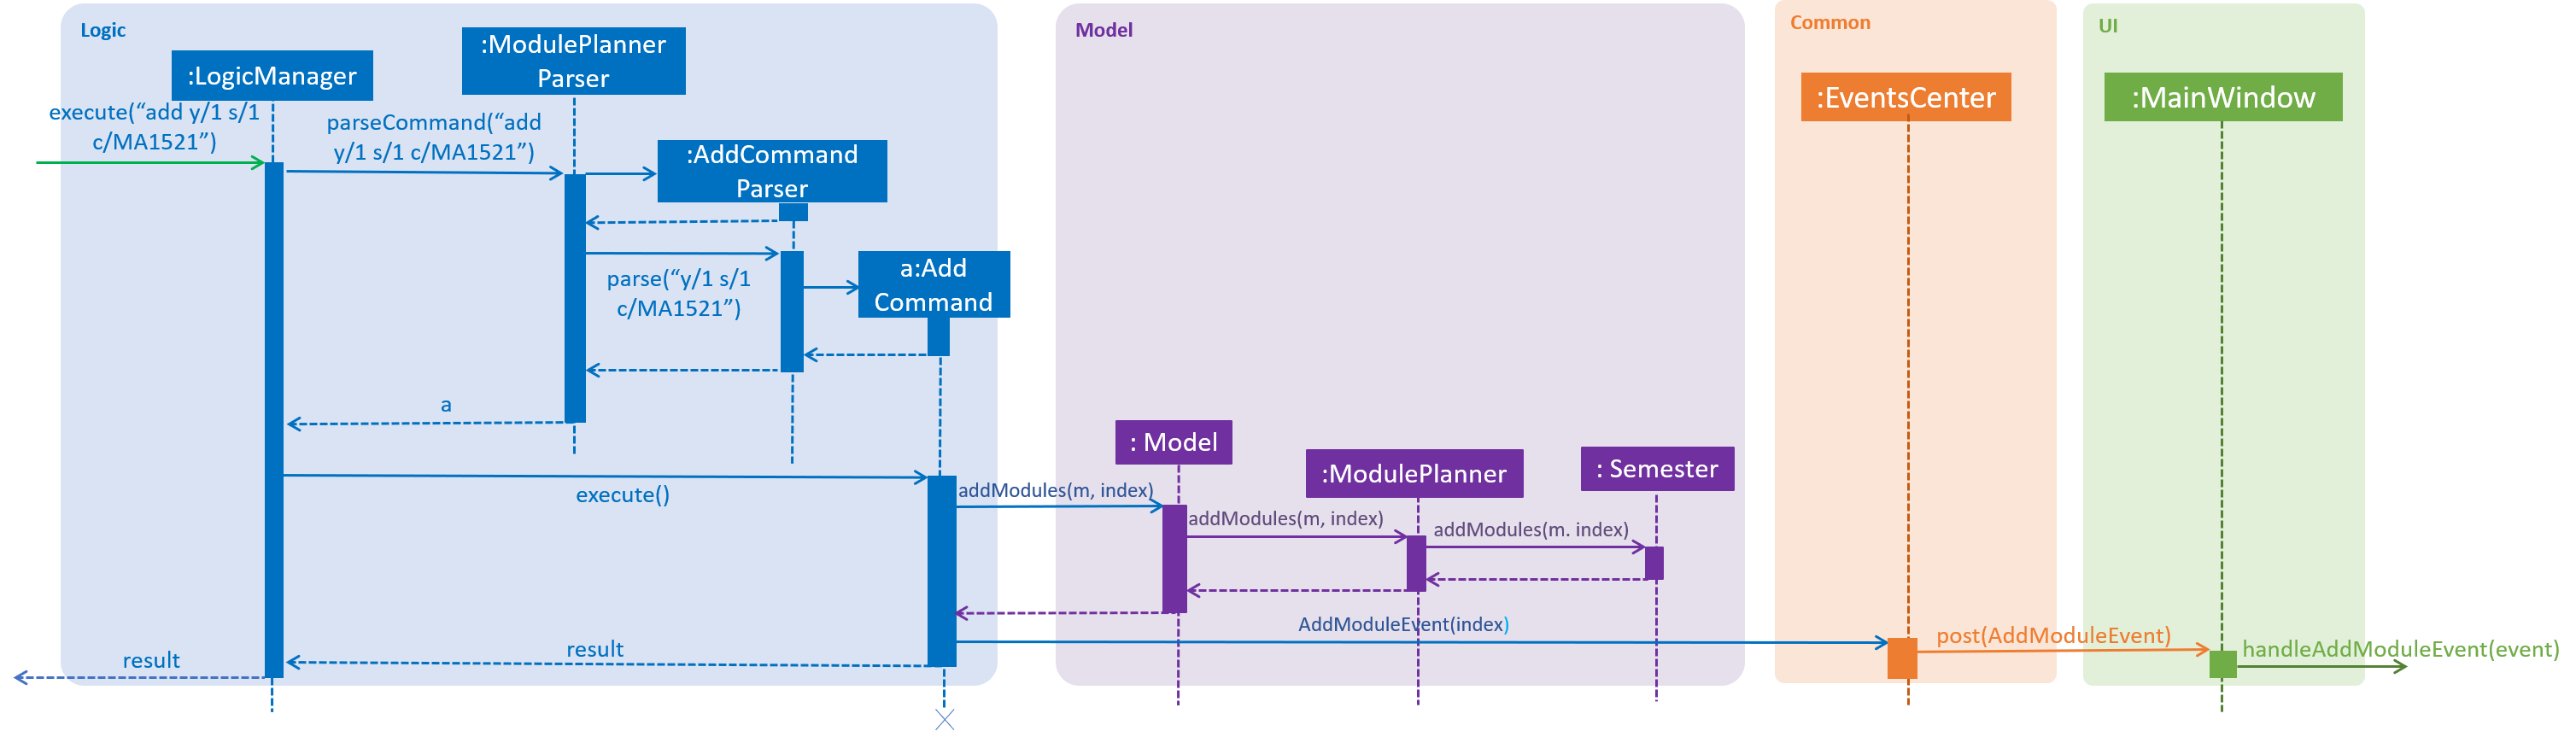 Logic
Model
Common
UI
:LogicManager
:ModulePlanner
Parser
:EventsCenter
:MainWindow
execute(“add y/1 s/1
c/MA1521”)
parseCommand(“add
y/1 s/1 c/MA1521”)
:AddCommand
Parser
parse(“y/1 s/1
c/MA1521”)
a:Add
Command
a
: Model
:ModulePlanner
: Semester
execute()
addModules(m, index)
addModules(m, index)
addModules(m. index)
AddModuleEvent(index)
post(AddModuleEvent)
handleAddModuleEvent(event)
result
result